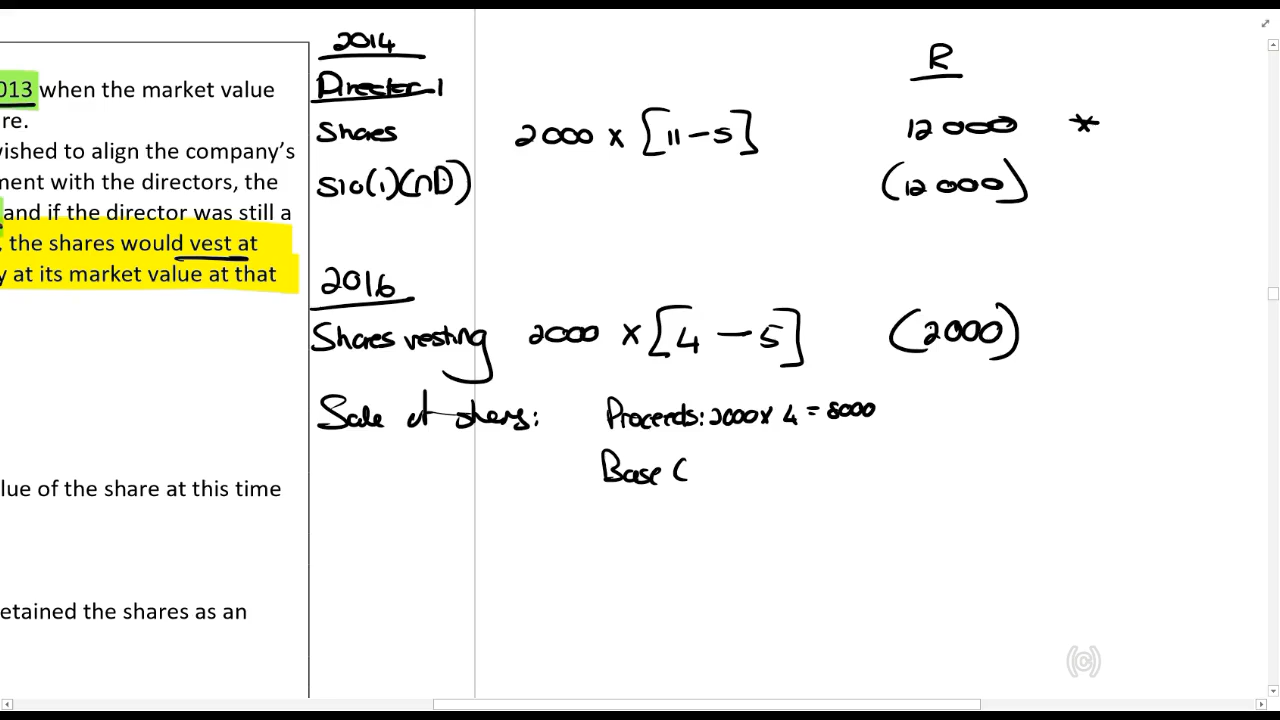 013 when the market value
re.
vished to align the company's
ment with the directors, the
and if the director was still a
, the shares would vest at
y at its market value at that
lue of the share at this time
etained the shares as an
2014
R
Director 1
Shares 2000 x [11-5] 12 000 *
S10(1)(nD) (12 000)
2016
Shares vesting 2000 x [4 - 5] (2000)
Sale of shares: Proceeds: 2000 x 4 = 8000
Base C
(C)